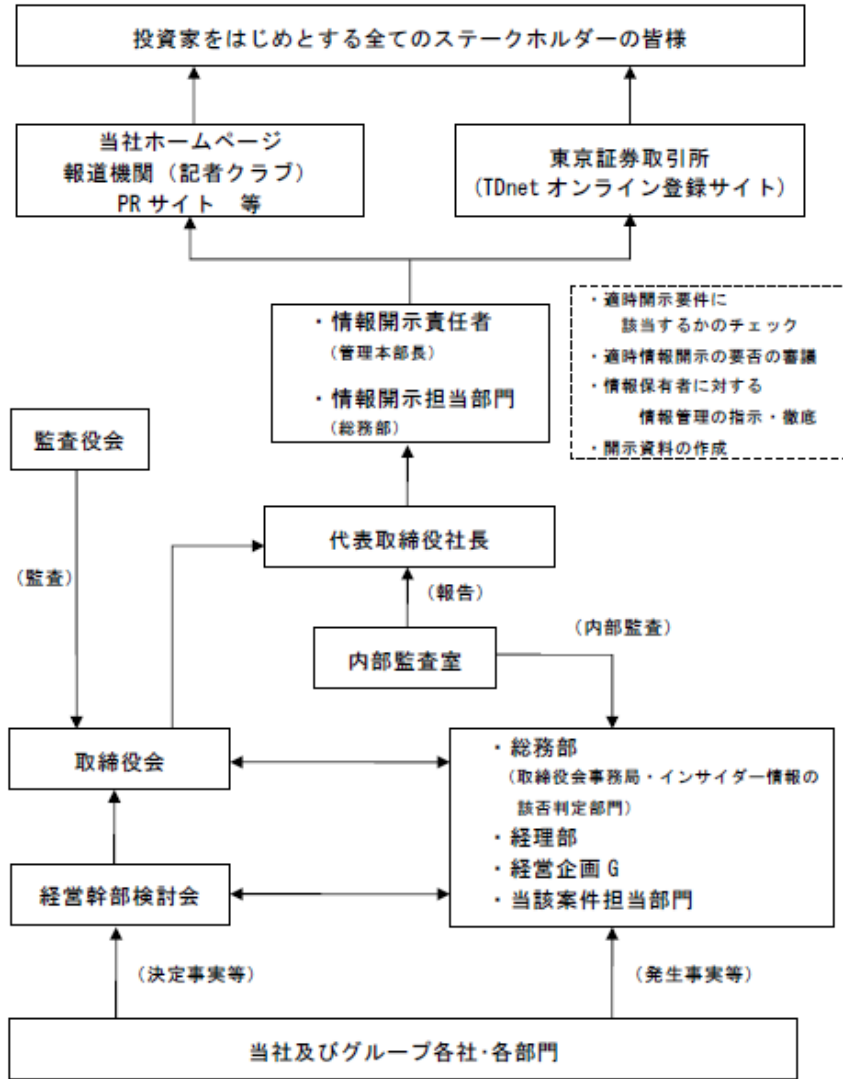 投資家をはじめとする全てのステークホルダーの皆様
当社ホームページ
報道機関（記者クラブ）
PRサイト　等
東京証券取引所
(TDnetオンライン登録サイト)
・情報開示責任者
（管理本部長）
・情報開示担当部門
（総務部）
・適時開示要件に
該当するかのチェック
・適時情報開示の要否の審議
・情報保有者に対する
情報管理の指示・徹底
・開示資料の作成
監査役会
代表取締役社長
（監査）
（報告）
（内部監査）
内部監査室
取締役会
・総務部
（取締役会事務局・インサイダー情報の
該否判定部門）
・経理部
・経営企画G
・当該案件担当部門
経営幹部検討会
（決定事実等）
（発生事実等）
当社及びグループ各社・各部門